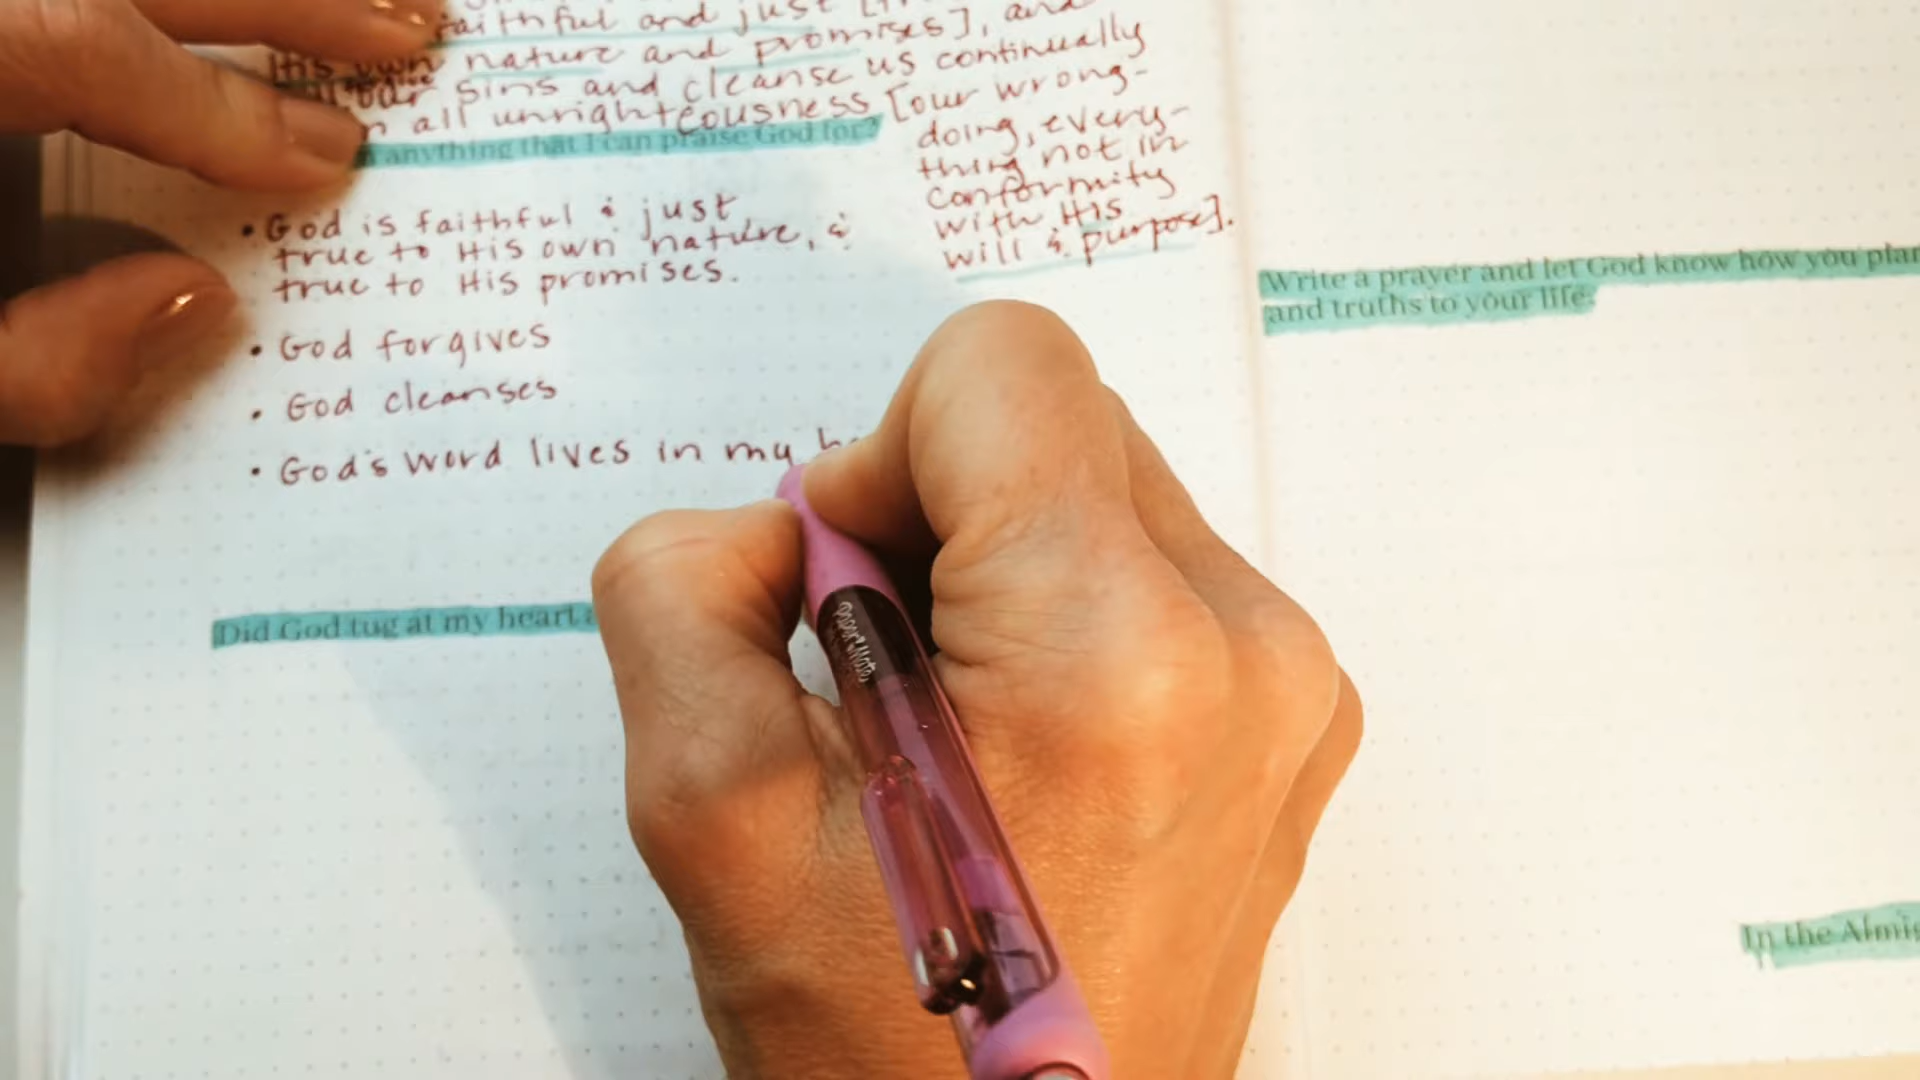 faithful and just
His own nature and promises], and
our sins and cleanse us continually
all unrighteousness [our wrong-
doing, every-
thing not in
conformity
with His
will & purpose].
anything that I can praise God for?
• God is faithful & just
true to His own nature, &
true to His promises.
• God forgives
• God cleanses
• God's word lives in my
Did God tug at my heart
Paper Mate
Write a prayer and let God know how you plan
and truths to your life.
In the